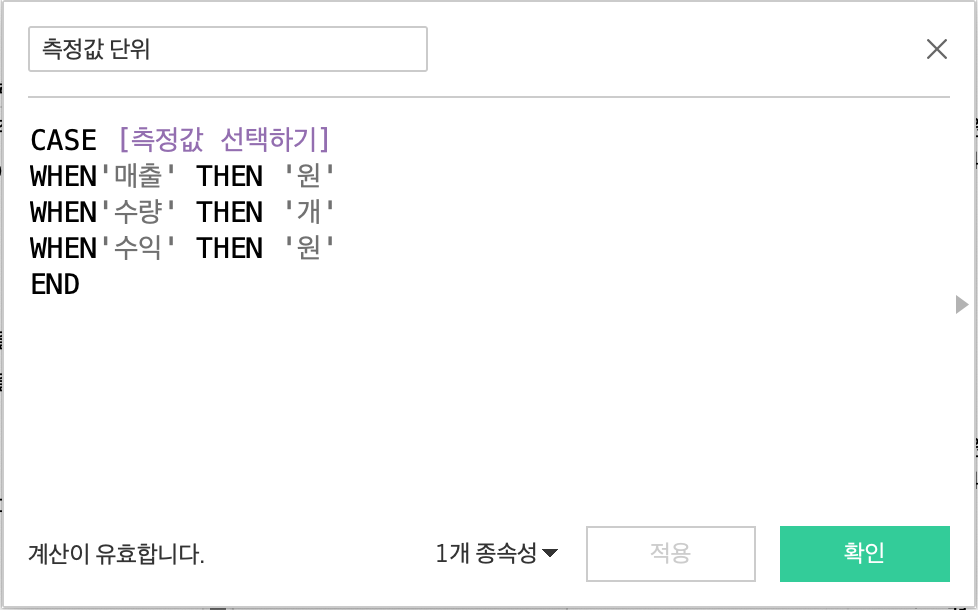 측정값 단위
CASE [측정값 선택하기]
WHEN'매출' THEN '원'
WHEN'수량' THEN '개'
WHEN'수익' THEN '원'
END
계산이 유효합니다.
1개 종속성
적용
확인